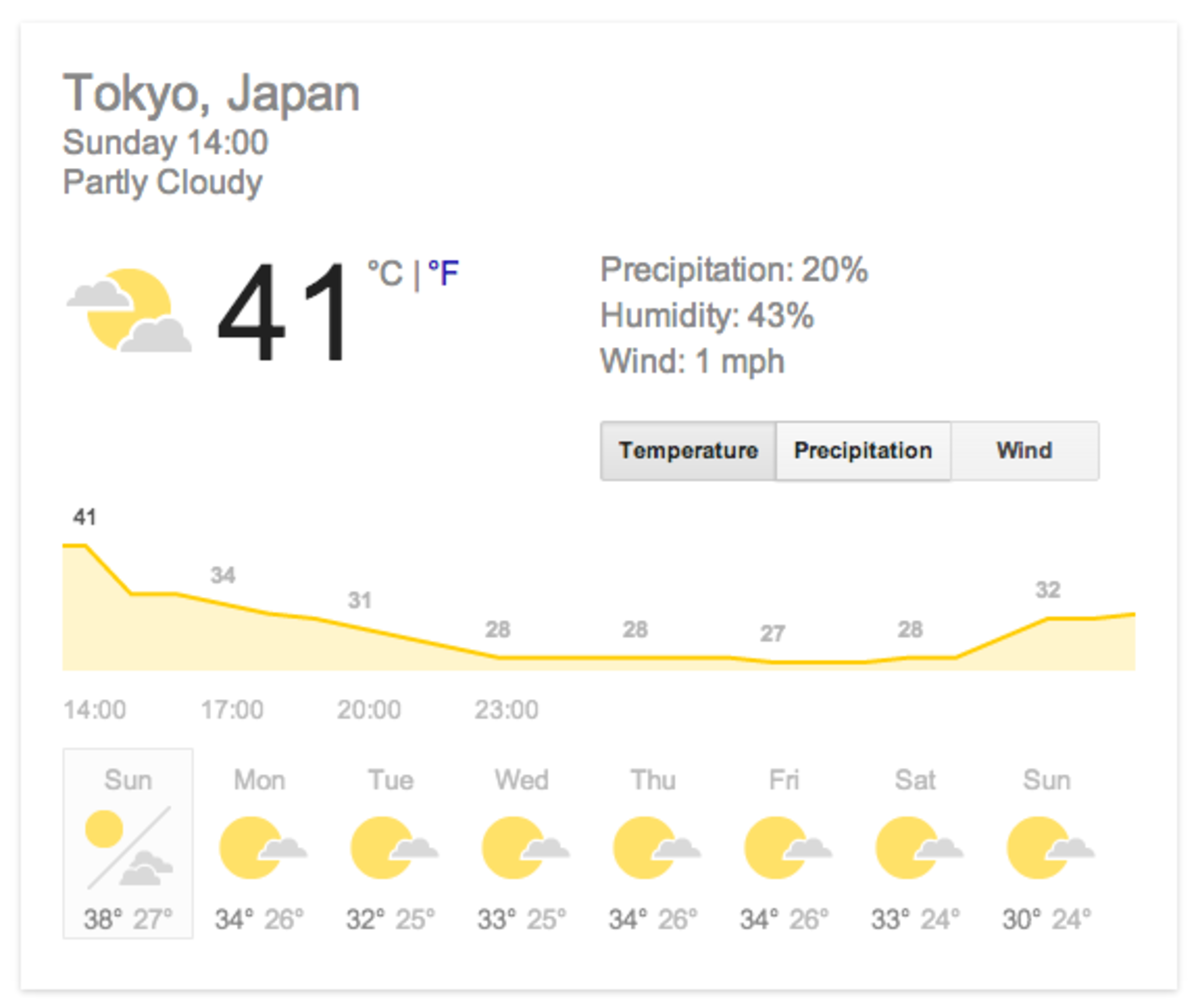 Tokyo, Japan
Sunday 14:00
Partly Cloudy
41 °C | °F
Precipitation: 20%
Humidity: 43%
Wind: 1 mph
Temperature Precipitation Wind
41 34 31 28 28 27 28 32
14:00 17:00 20:00 23:00
Sun Mon Tue Wed Thu Fri Sat Sun
38° 27° 34° 26° 32° 25° 33° 25° 34° 26° 34° 26° 33° 24° 30° 24°